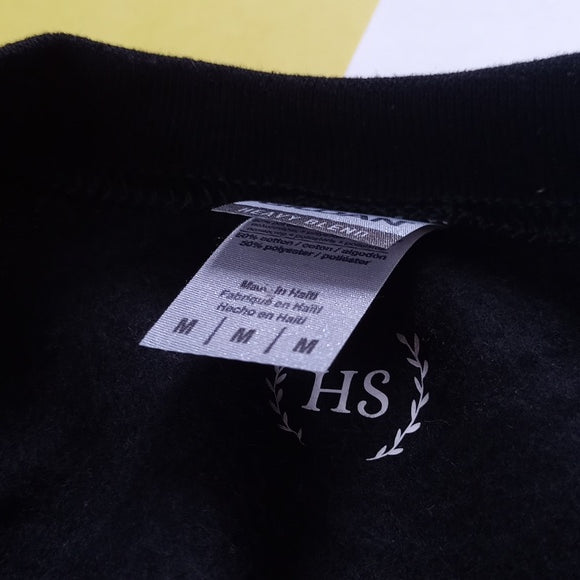 HEAVY BLEND
50% cotton / coton / algodón
50% polyester / poliéster
Made in Haiti
Fabriqué en Haïti
Hecho en Haití
M | M | M
HS